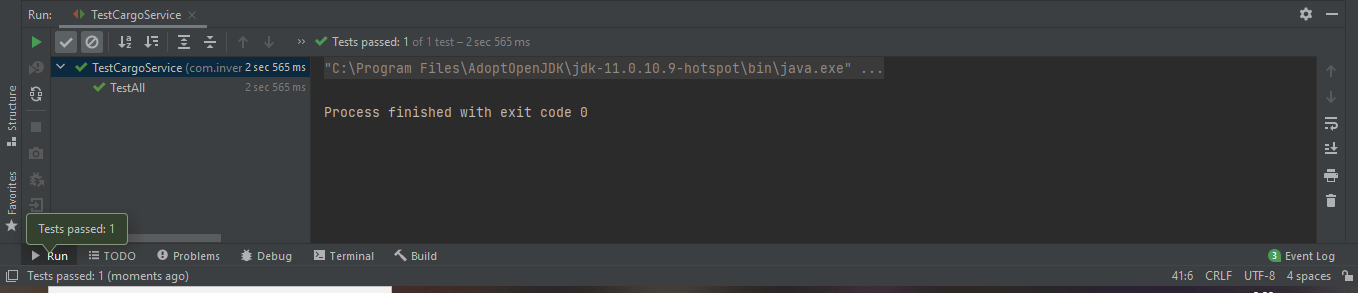 Run: TestCargoService
Tests passed: 1 of 1 test – 2 sec 565 ms
TestCargoService (com.inver 2 sec 565 ms
TestAll 2 sec 565 ms
"C:\Program Files\AdoptOpenJDK\jdk-11.0.10.9-hotspot\bin\java.exe" ...
Process finished with exit code 0
Structure
Favorites
Tests passed: 1
Run TODO Problems Debug Terminal Build 3 Event Log
Tests passed: 1 (moments ago) 41:6 CRLF UTF-8 4 spaces